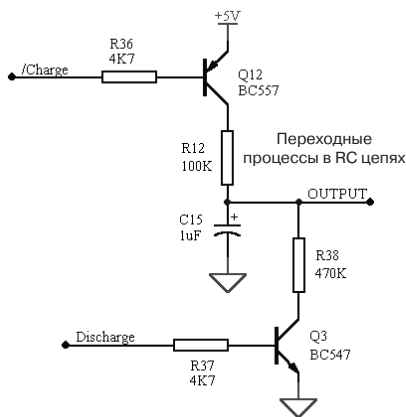 +5V
R36
4K7
/Charge
Q12
BC557
R12
100K
Переходные
процессы в RC цепях
OUTPUT
C15
1uF
+
R38
470K
Discharge
R37
4K7
Q3
BC547